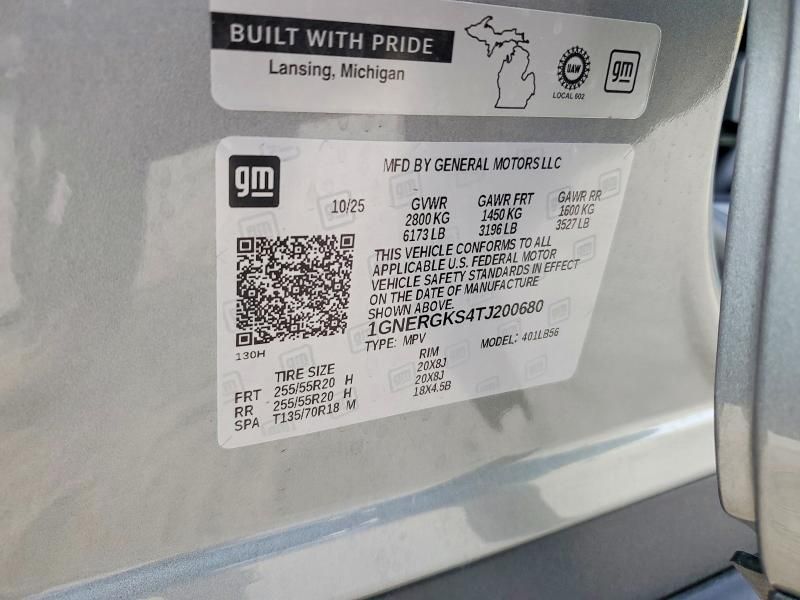 BUILT WITH PRIDE
Lansing, Michigan
UAW
LOCAL 602
gm
gm
MFD BY GENERAL MOTORS LLC
10/25 GVWR GAWR FRT GAWR RR
2800 KG 1450 KG 1600 KG
6173 LB 3196 LB 3527 LB
THIS VEHICLE CONFORMS TO ALL
APPLICABLE U.S. FEDERAL MOTOR
VEHICLE SAFETY STANDARDS IN EFFECT
ON THE DATE OF MANUFACTURE
SHOWN ABOVE.
1GNERGKS4TJ200680
TYPE: MPV MODEL: 401LB56
130H
TIRE SIZE RIM
FRT 255/55R20 H 20X8J
RR 255/55R20 H 20X8J
SPA T135/70R18 M 18X4.5B